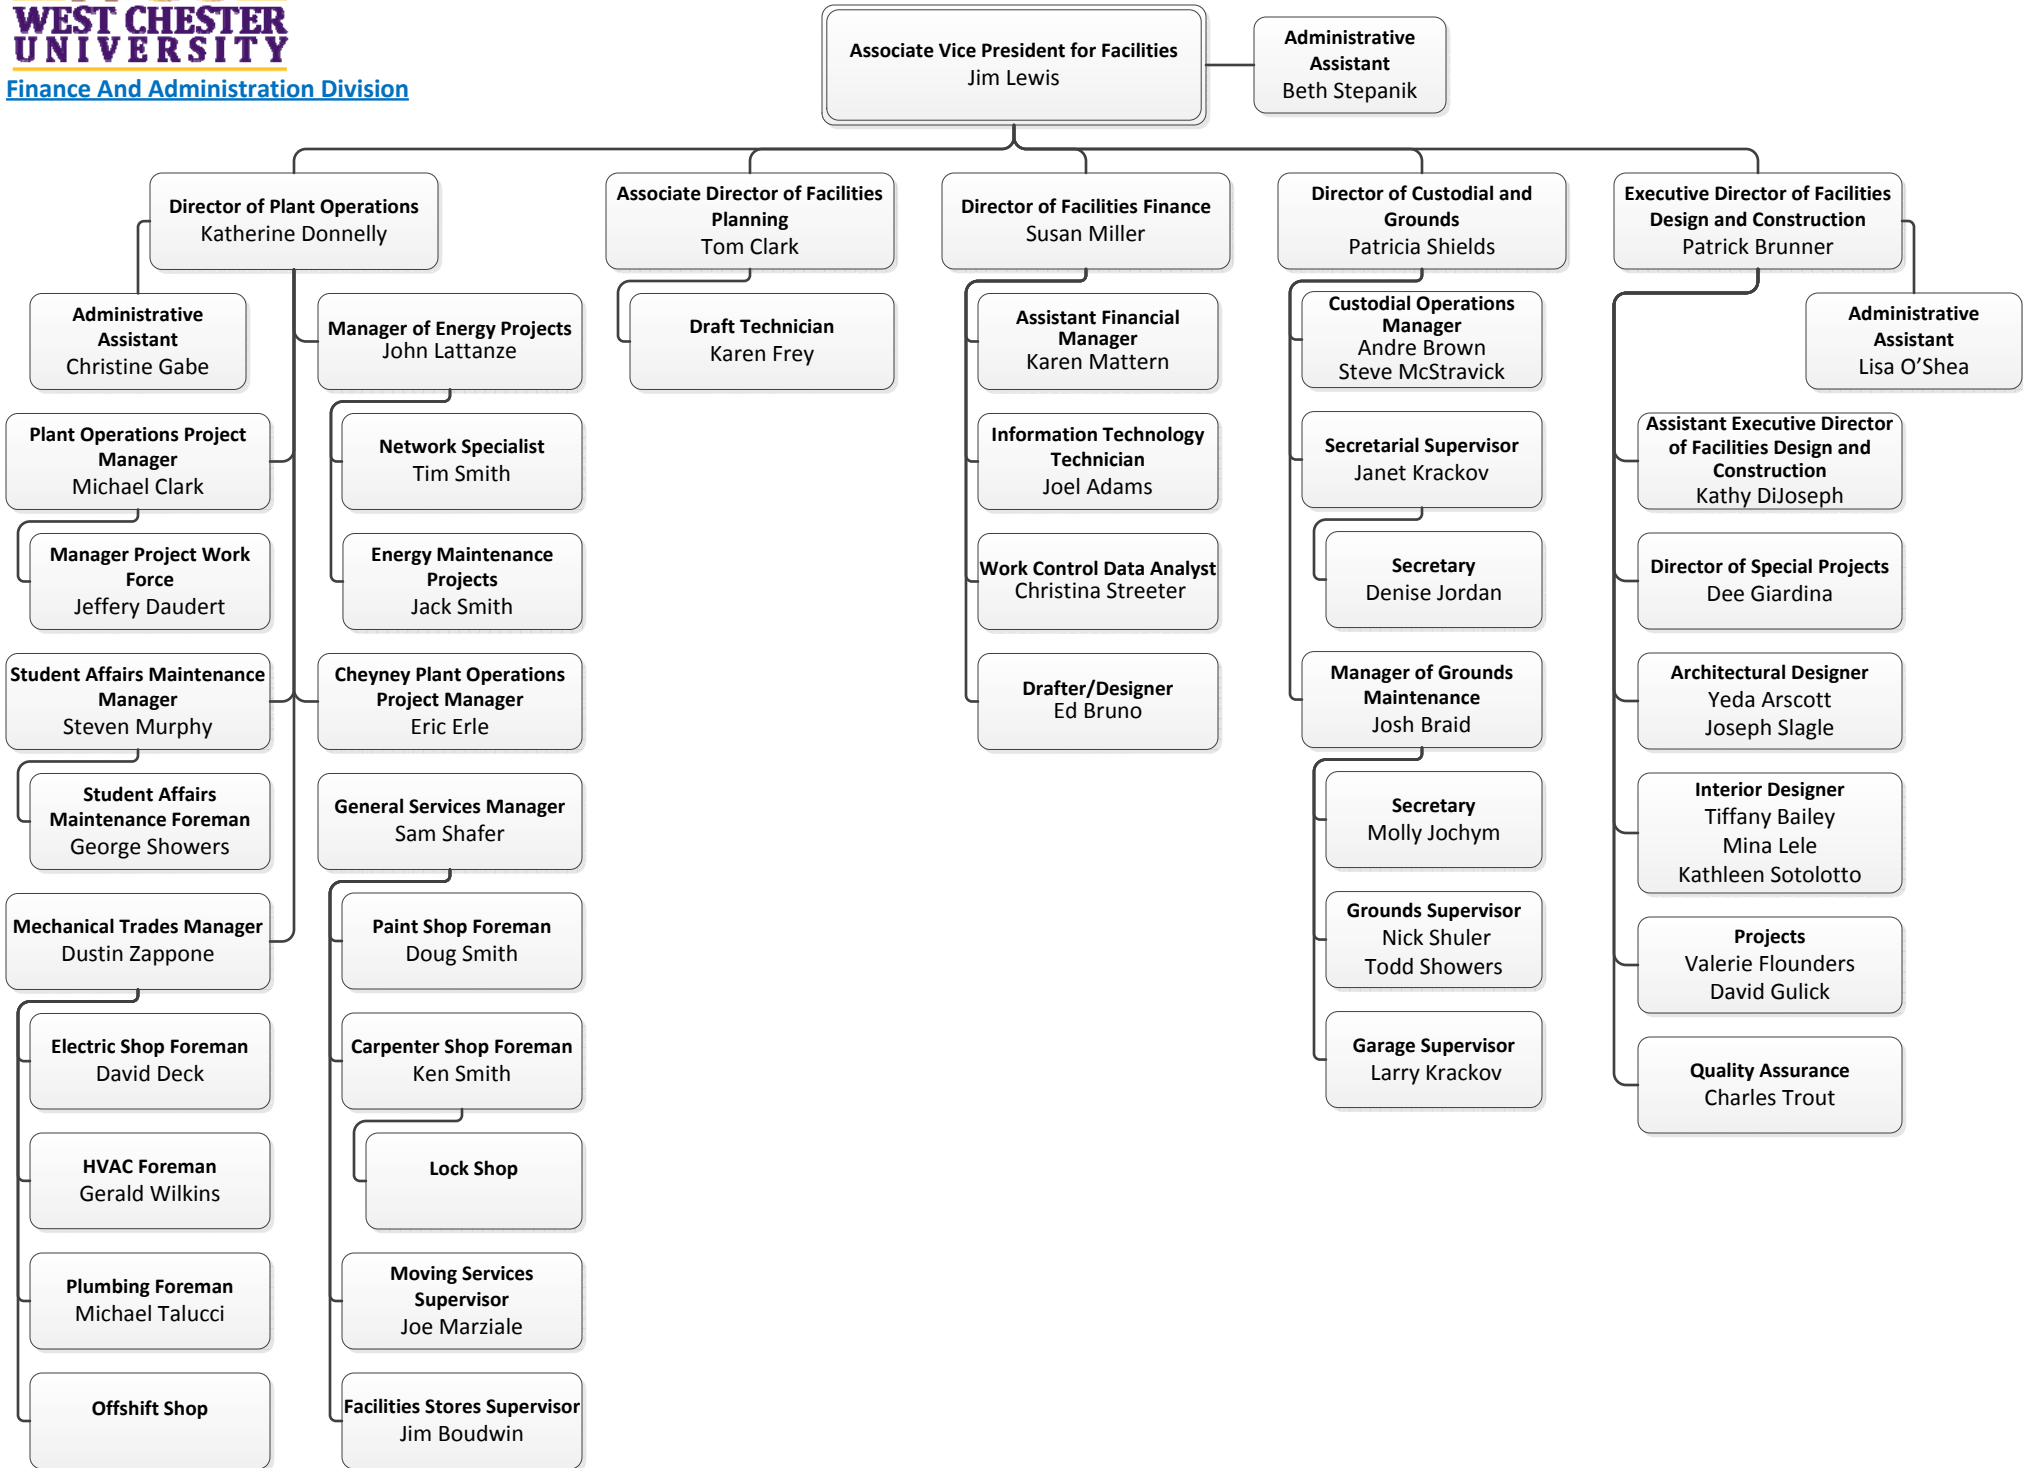 WEST CHESTER
UNIVERSITY
Finance And Administration Division
Associate Vice President for Facilities
Jim Lewis
Administrative
Assistant
Beth Stepanik
Director of Plant Operations
Katherine Donnelly
Administrative
Assistant
Christine Gabe
Plant Operations Project
Manager
Michael Clark
Manager Project Work
Force
Jeffery Daudert
Student Affairs Maintenance
Manager
Steven Murphy
Student Affairs
Maintenance Foreman
George Showers
Mechanical Trades Manager
Dustin Zappone
Electric Shop Foreman
David Deck
HVAC Foreman
Gerald Wilkins
Plumbing Foreman
Michael Talucci
Offshift Shop
Manager of Energy Projects
John Lattanze
Network Specialist
Tim Smith
Energy Maintenance
Projects
Jack Smith
Cheyney Plant Operations
Project Manager
Eric Erle
General Services Manager
Sam Shafer
Paint Shop Foreman
Doug Smith
Carpenter Shop Foreman
Ken Smith
Lock Shop
Moving Services
Supervisor
Joe Marziale
Facilities Stores Supervisor
Jim Boudwin
Associate Director of Facilities
Planning
Tom Clark
Draft Technician
Karen Frey
Director of Facilities Finance
Susan Miller
Assistant Financial
Manager
Karen Mattern
Information Technology
Technician
Joel Adams
Work Control Data Analyst
Christina Streeter
Drafter/Designer
Ed Bruno
Director of Custodial and
Grounds
Patricia Shields
Custodial Operations
Manager
Andre Brown
Steve McStravick
Secretarial Supervisor
Janet Krackov
Secretary
Denise Jordan
Manager of Grounds
Maintenance
Josh Braid
Secretary
Molly Jochym
Grounds Supervisor
Nick Shuler
Todd Showers
Garage Supervisor
Larry Krackov
Executive Director of Facilities
Design and Construction
Patrick Brunner
Administrative
Assistant
Lisa O’Shea
Assistant Executive Director
of Facilities Design and
Construction
Kathy DiJoseph
Director of Special Projects
Dee Giardina
Architectural Designer
Yeda Arscott
Joseph Slagle
Interior Designer
Tiffany Bailey
Mina Lele
Kathleen Sotolotto
Projects
Valerie Flounders
David Gulick
Quality Assurance
Charles Trout